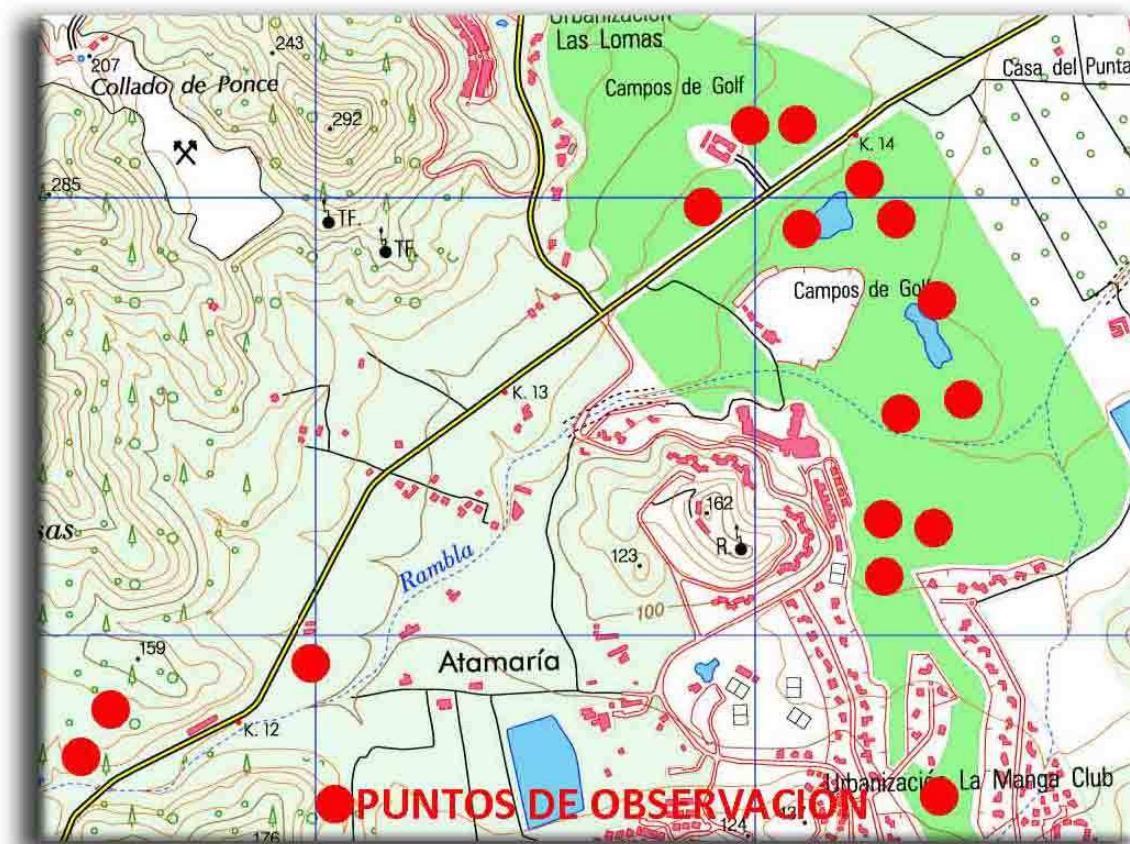 Urbanización
Las Lomas
243
207
Collado de Ponce
Campos de Golf
Casa del Punta
292
K. 14
285
TF.
TF.
Campos de Golf
K. 13
sas
162
123
R.
Rambla
100
159
Atamaría
K. 12
Urbanización La Manga Club
PUNTOS DE OBSERVACIÓN
176
124